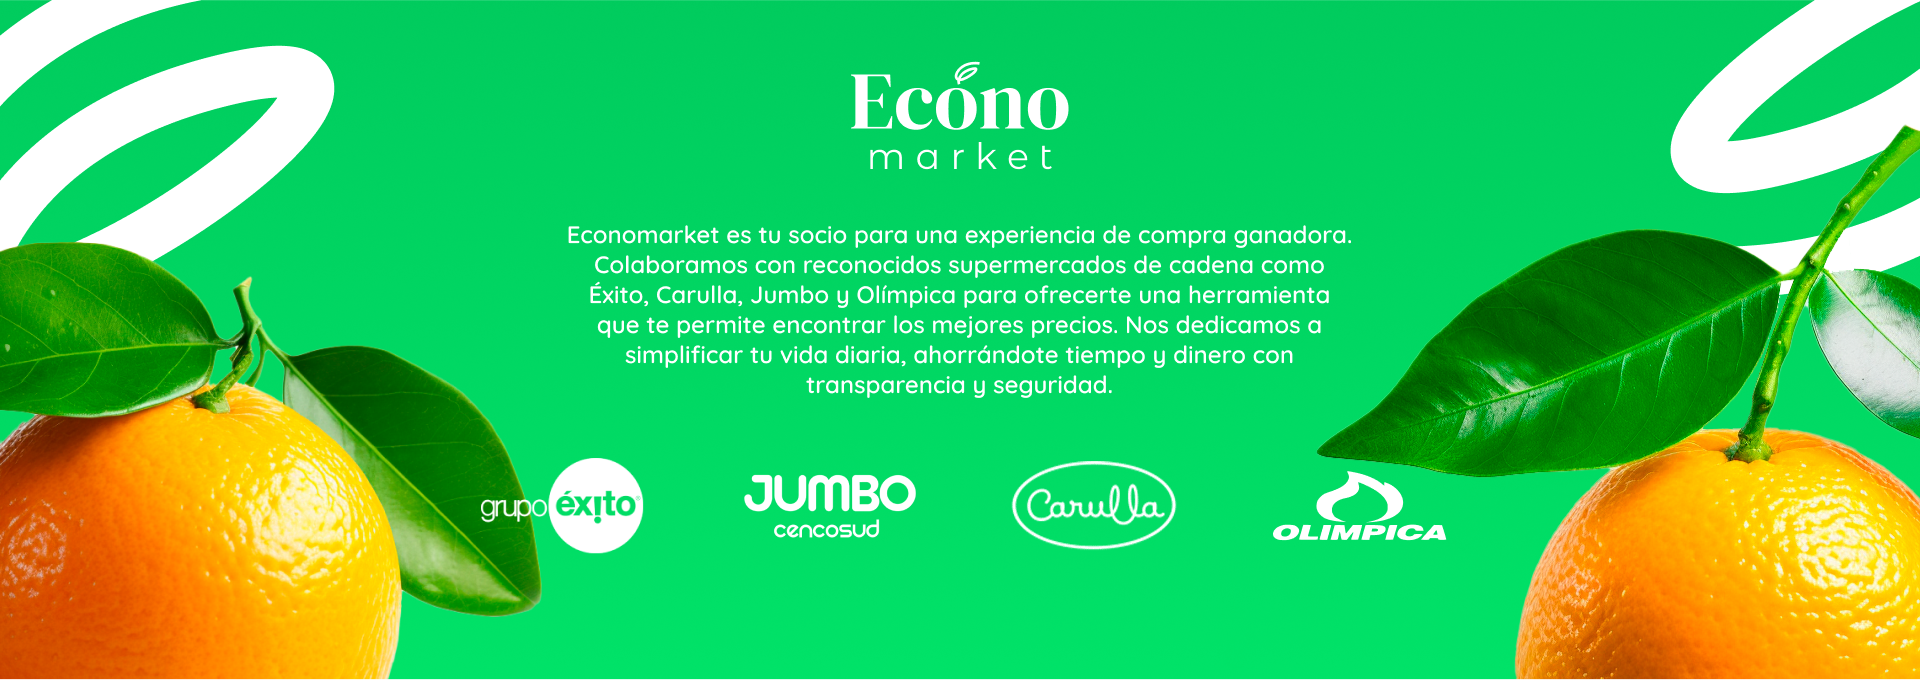 Econo
market
Economarket es tu socio para una experiencia de compra ganadora.
Colaboramos con reconocidos supermercados de cadena como
Éxito, Carulla, Jumbo y Olímpica para ofrecerte una herramienta
que te permite encontrar los mejores precios. Nos dedicamos a
simplificar tu vida diaria, ahorrándote tiempo y dinero con
transparencia y seguridad.
grupo éxito®
JUMBO
cencosud
Carulla
OLIMPICA